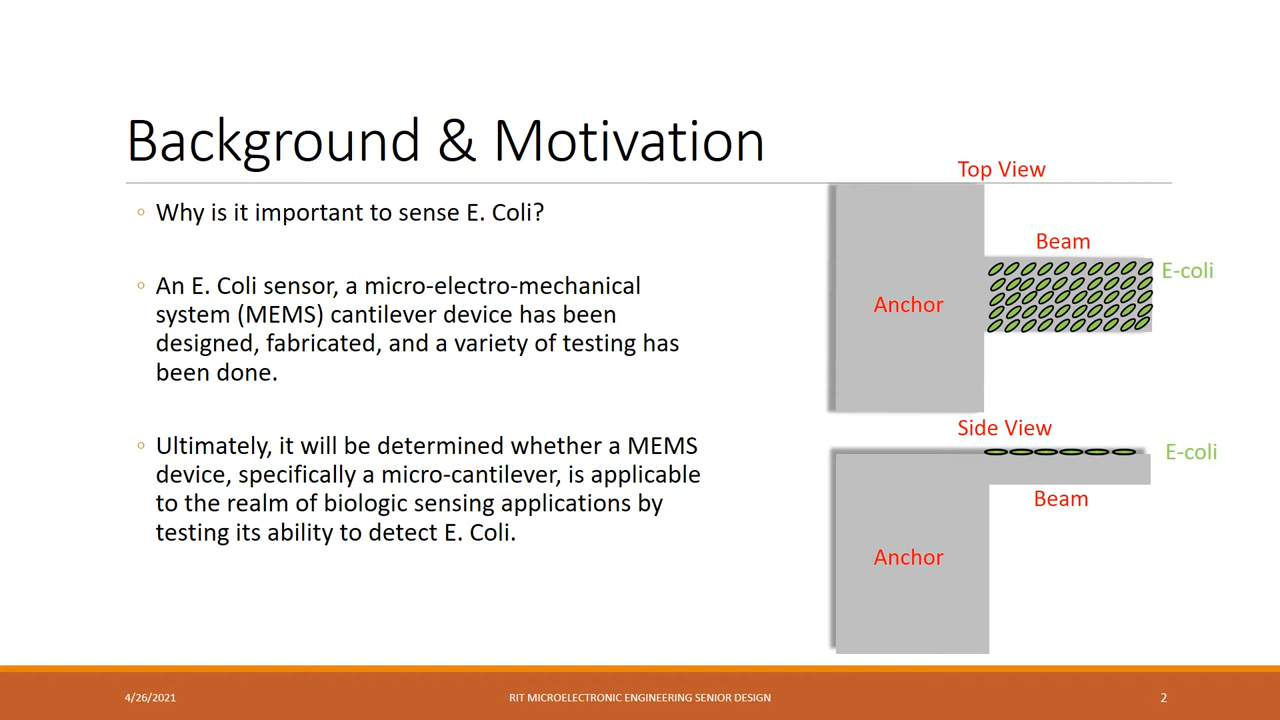 Background & Motivation
◦ Why is it important to sense E. Coli?
◦ An E. Coli sensor, a micro-electro-mechanical
system (MEMS) cantilever device has been
designed, fabricated, and a variety of testing has
been done.
◦ Ultimately, it will be determined whether a MEMS
device, specifically a micro-cantilever, is applicable
to the realm of biologic sensing applications by
testing its ability to detect E. Coli.
Top View
Beam
E-coli
Anchor
Side View
E-coli
Beam
Anchor
4/26/2021
RIT MICROELECTRONIC ENGINEERING SENIOR DESIGN
2